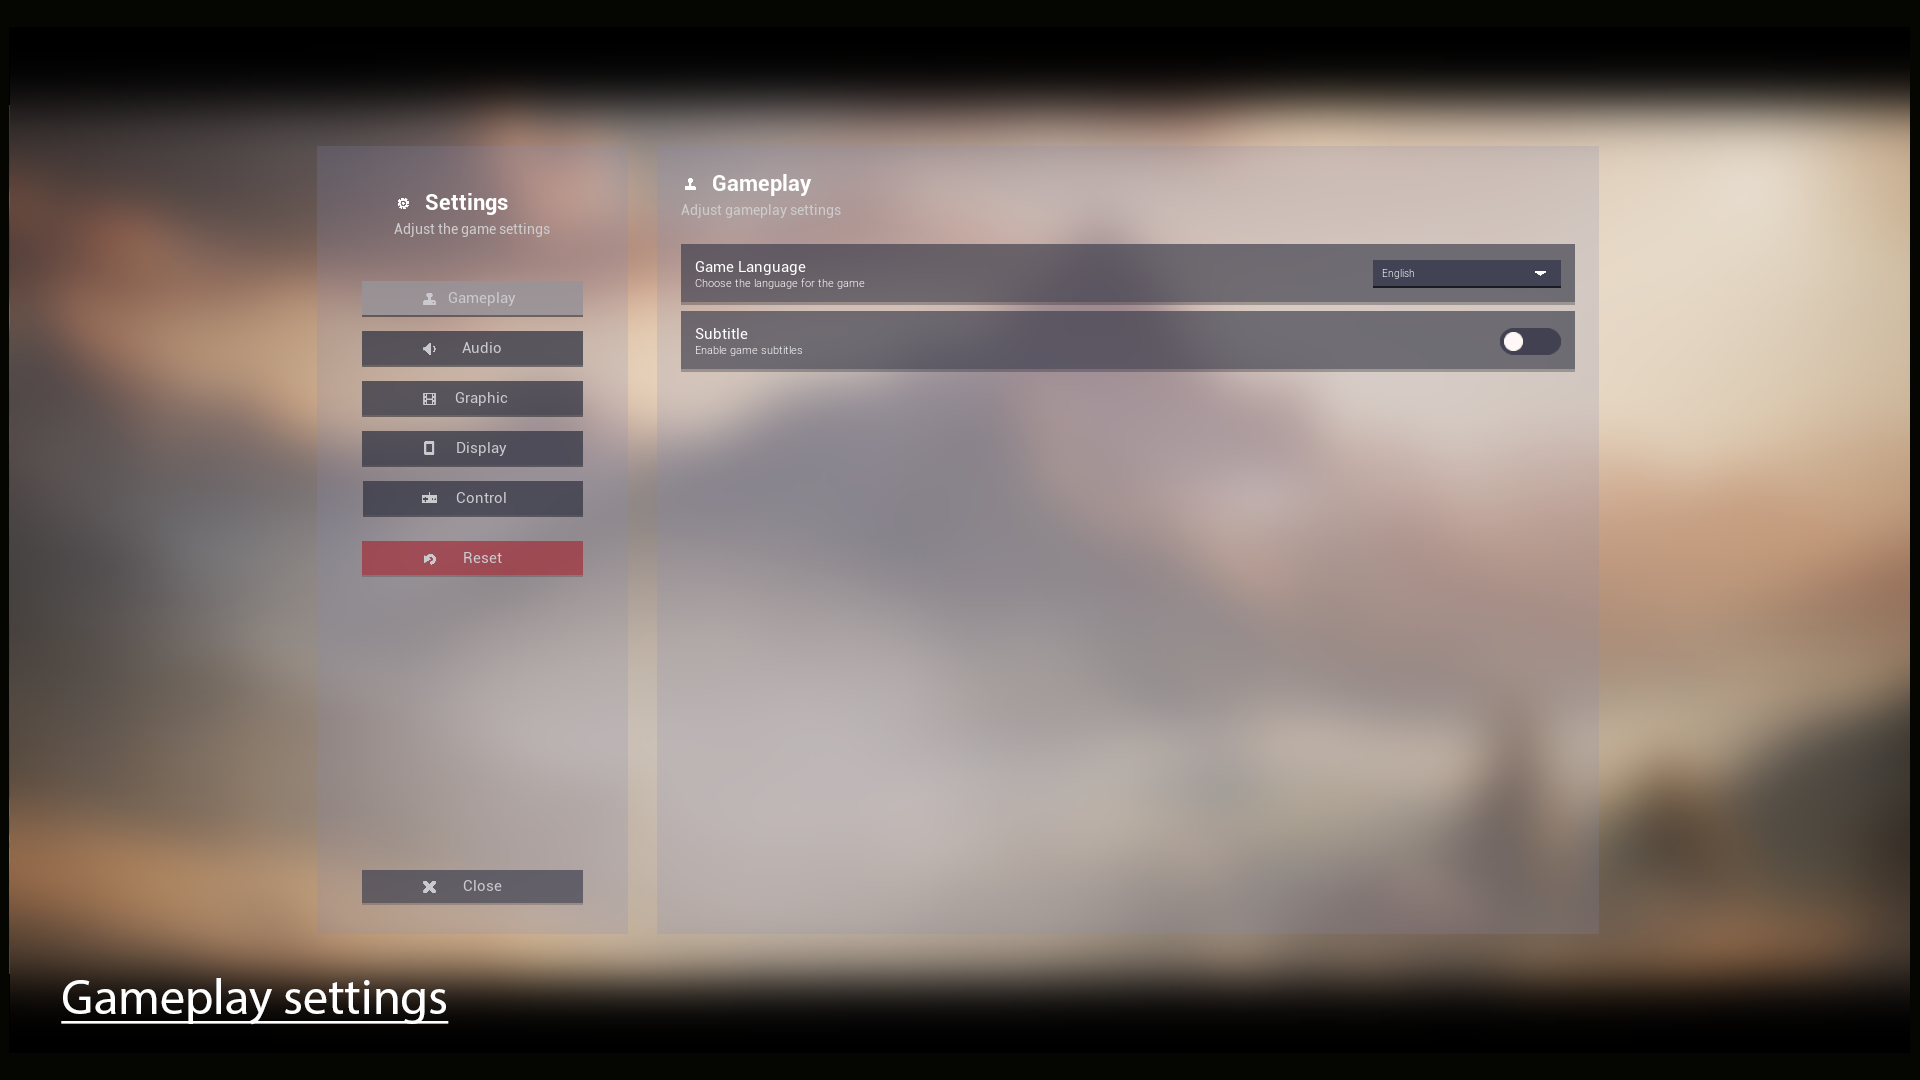 Settings
Adjust the game settings
Gameplay
Audio
Graphic
Display
Control
Reset
Close
Gameplay
Adjust gameplay settings
Game Language
Choose the language for the game
English
Subtitle
Enable game subtitles
Gameplay settings